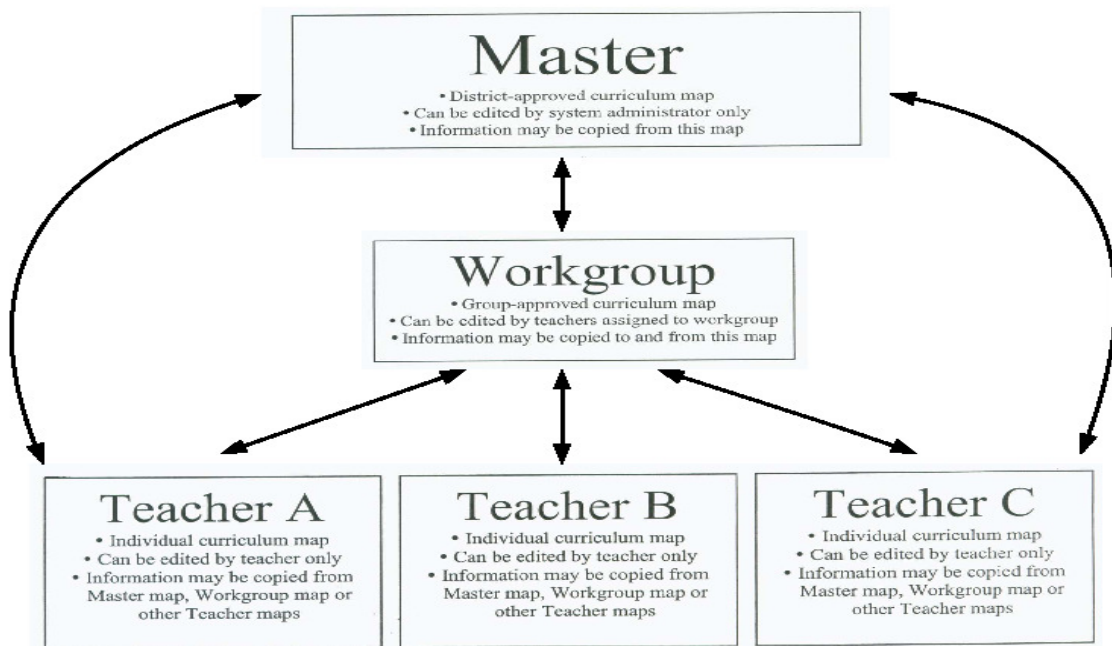 Master
• District-approved curriculum map
• Can be edited by system administrator only
• Information may be copied from this map
Workgroup
• Group-approved curriculum map
• Can be edited by teachers assigned to workgroup
• Information may be copied to and from this map
Teacher A
• Individual curriculum map
• Can be edited by teacher only
• Information may be copied from
Master map, Workgroup map or
other Teacher maps
Teacher B
• Individual curriculum map
• Can be edited by teacher only
• Information may be copied from
Master map, Workgroup map or
other Teacher maps
Teacher C
• Individual curriculum map
• Can be edited by teacher only
• Information may be copied from
Master map, Workgroup map or
other Teacher maps